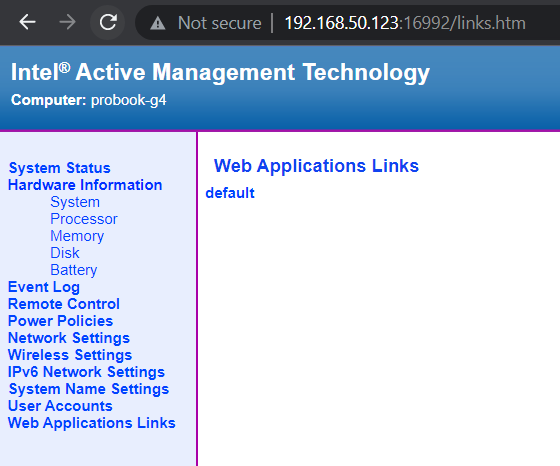 Not secure | 192.168.50.123:16992/links.htm
Intel® Active Management Technology
Computer: probook-g4
System Status
Hardware Information
System
Processor
Memory
Disk
Battery
Event Log
Remote Control
Power Policies
Network Settings
Wireless Settings
IPv6 Network Settings
System Name Settings
User Accounts
Web Applications Links
Web Applications Links
default